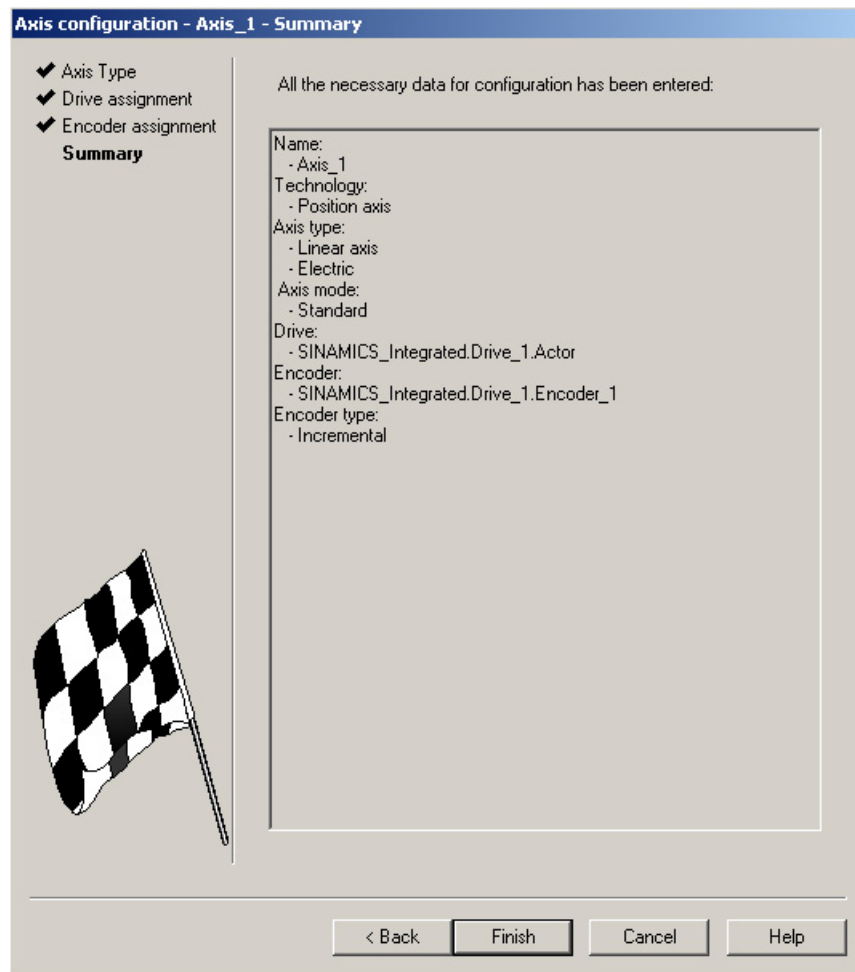 Axis configuration - Axis_1 - Summary
✔ Axis Type
✔ Drive assignment
✔ Encoder assignment
Summary
All the necessary data for configuration has been entered:
Name:
- Axis_1
Technology:
- Position axis
Axis type:
- Linear axis
- Electric
Axis mode:
- Standard
Drive:
- SINAMICS_Integrated.Drive_1.Actor
Encoder:
- SINAMICS_Integrated.Drive_1.Encoder_1
Encoder type:
- Incremental
< Back
Finish
Cancel
Help